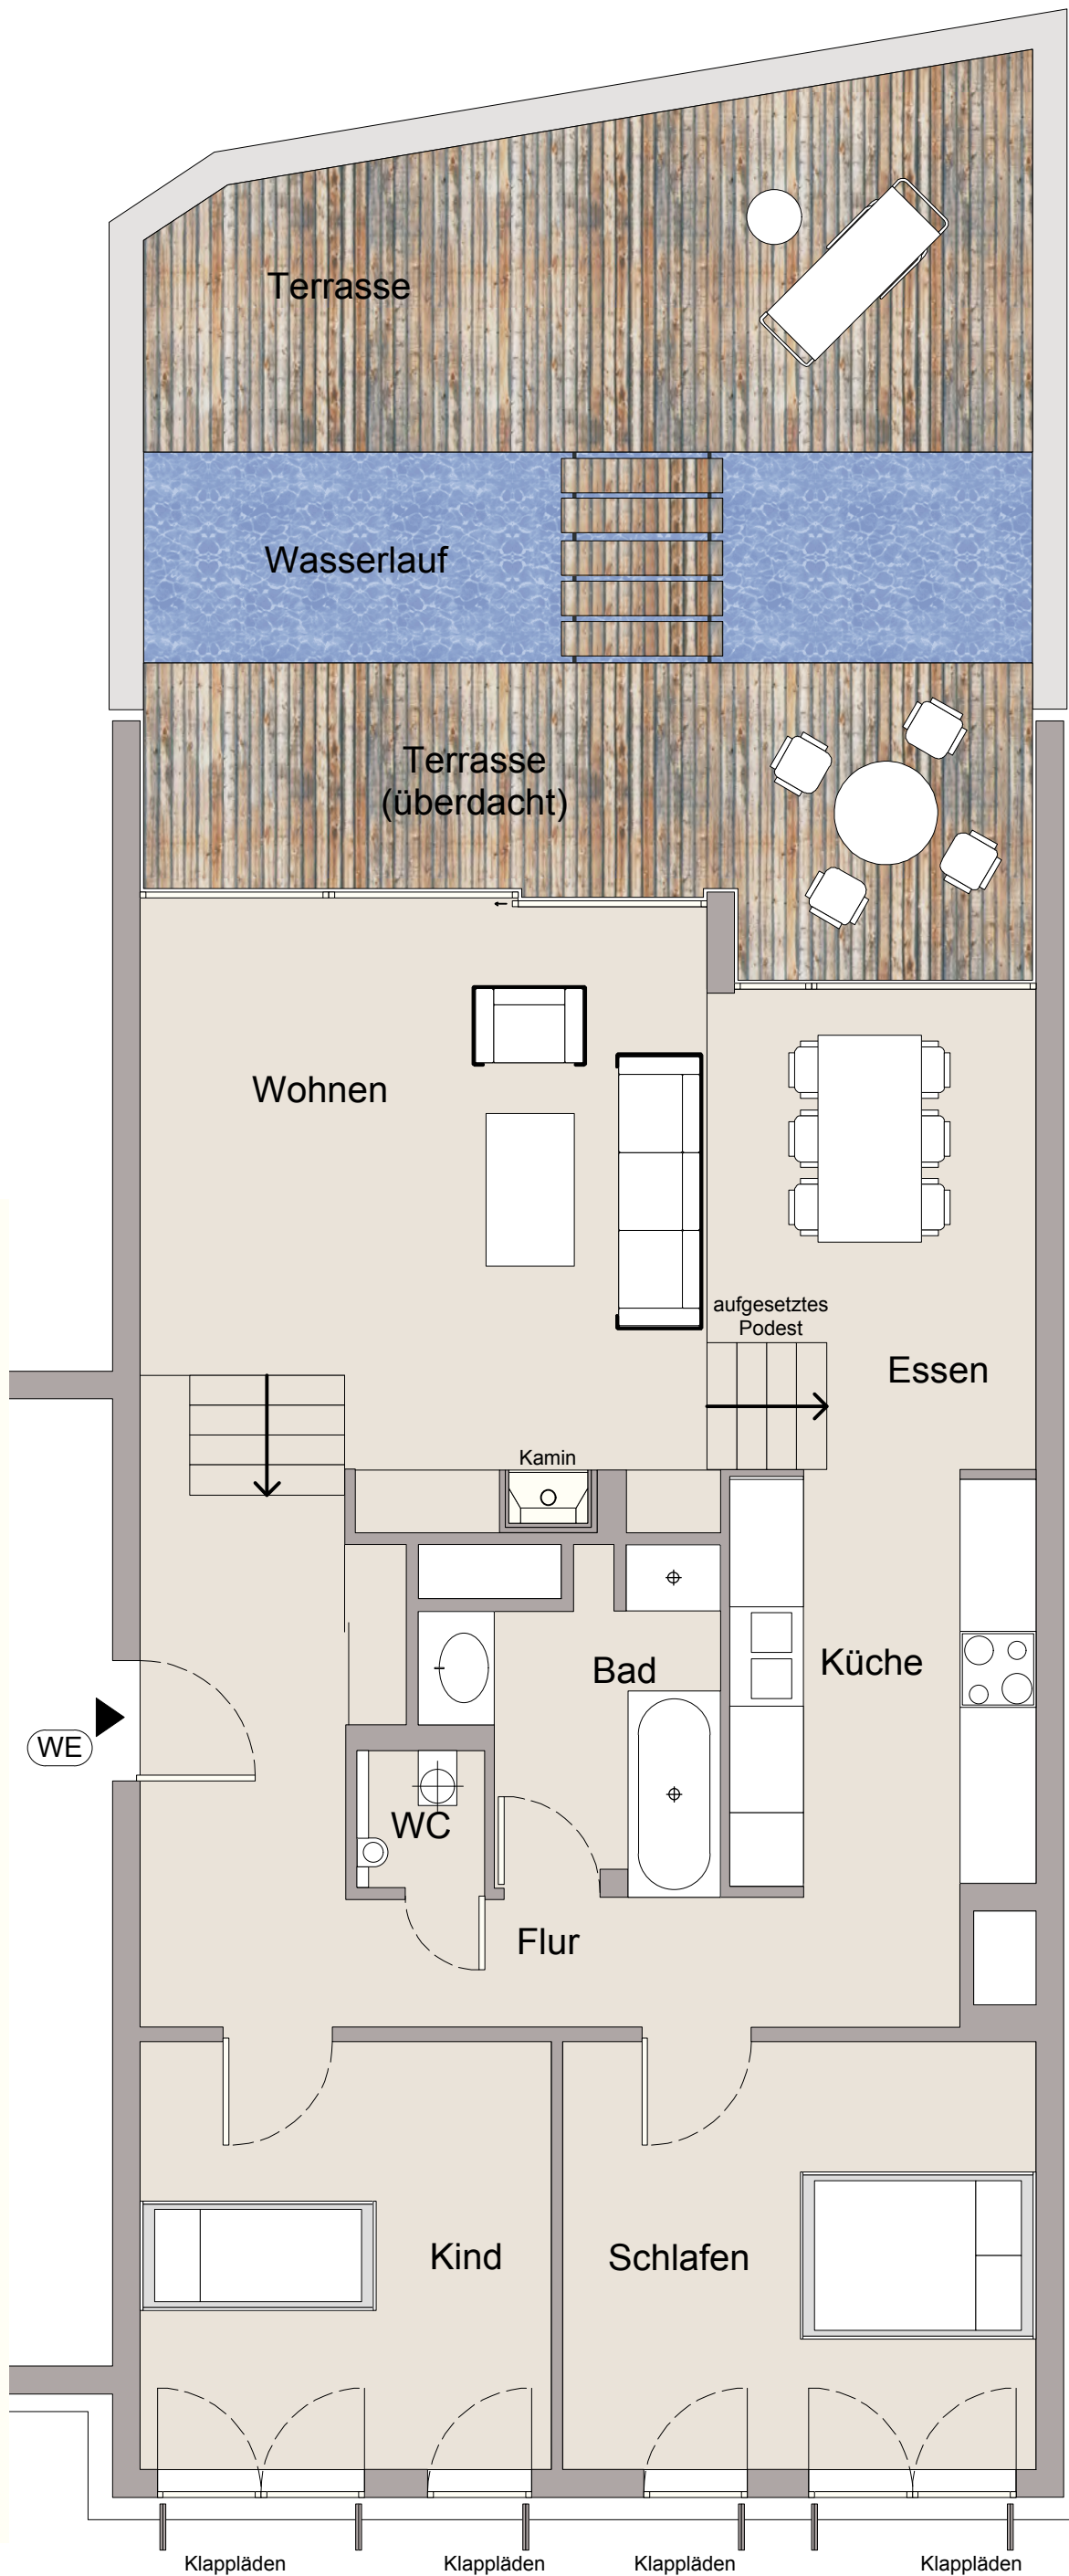 Terrasse
Wasserlauf
Terrasse
(überdacht)
Wohnen
aufgesetztes
Podest
Essen
Kamin
Bad
Küche
WE
WC
Flur
Kind
Schlafen
Klappläden
Klappläden
Klappläden
Klappläden